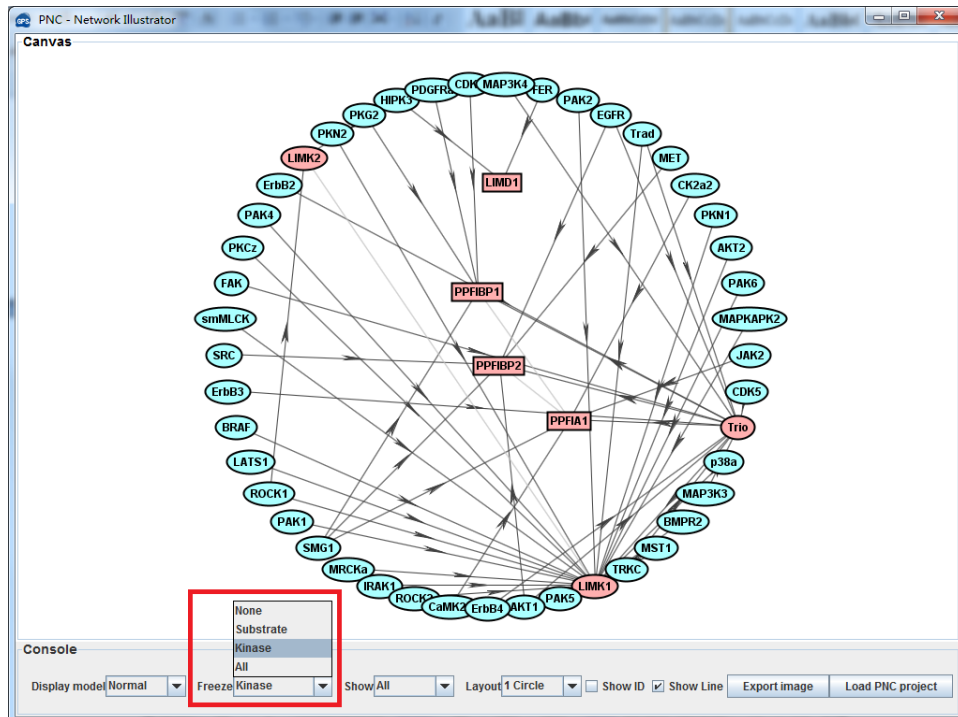 PNC - Network Illustrator
Canvas
CDK
MAP3K4
FER
PDGFRa
HIPK3
PAK2
PKG2
EGFR
PKN2
Trad
LIMK2
MET
LIMD1
ErbB2
CK2a2
PAK4
PKN1
PKCz
AKT2
FAK
PAK6
PPFIBP1
smMLCK
MAPKAPK2
SRC
JAK2
PPFIBP2
ErbB3
CDK5
PPFIA1
BRAF
Trio
LATS1
p38a
ROCK1
MAP3K3
PAK1
BMPR2
SMG1
MST1
MRCKa
TRKC
IRAK1
LIMK1
ROCK2
CaMK2
ErbB4
AKT1
PAK5
None
Substrate
Kinase
All
Console
Display model Normal Freeze Kinase Show All Layout 1 Circle Show ID Show Line Export image Load PNC project